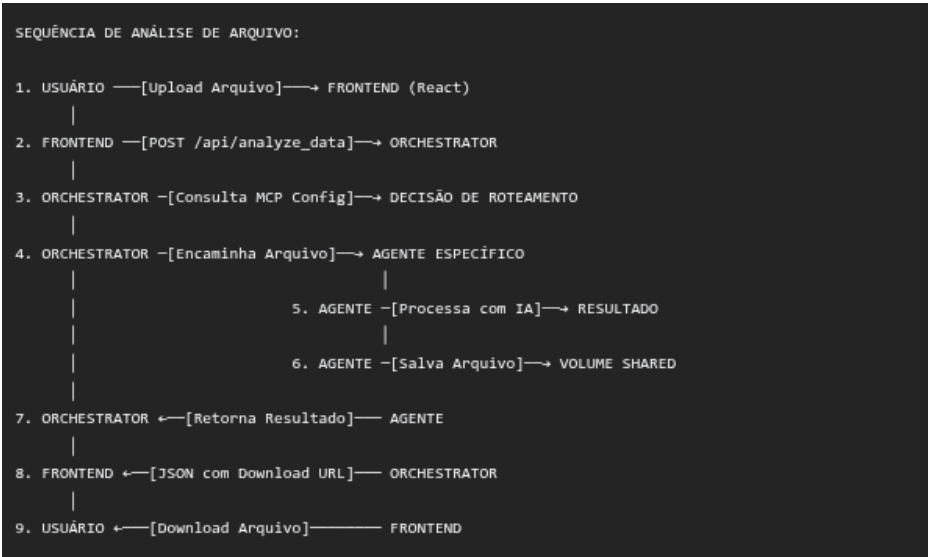 SEQUÊNCIA DE ANÁLISE DE ARQUIVO:
1. USUÁRIO ──[Upload Arquivo]──→ FRONTEND (React)
2. FRONTEND ──[POST /api/analyze_data]──→ ORCHESTRATOR
3. ORCHESTRATOR ─[Consulta MCP Config]──→ DECISÃO DE ROTEAMENTO
4. ORCHESTRATOR ─[Encaminha Arquivo]──→ AGENTE ESPECÍFICO
5. AGENTE ─[Processa com IA]──→ RESULTADO
6. AGENTE ─[Salva Arquivo]──→ VOLUME SHARED
7. ORCHESTRATOR ←──[Retorna Resultado]─── AGENTE
8. FRONTEND ←──[JSON com Download URL]─── ORCHESTRATOR
9. USUÁRIO ←───[Download Arquivo]──────── FRONTEND